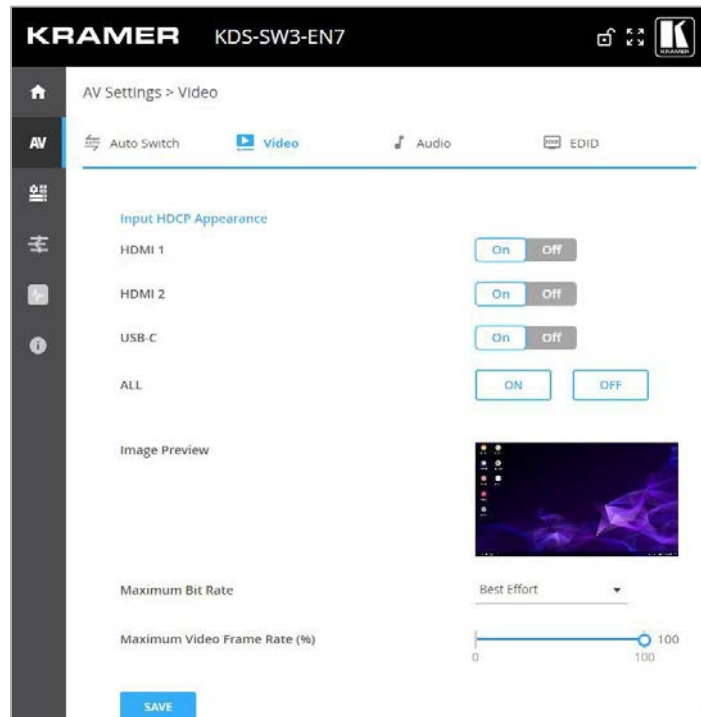 KRAMER KDS-SW3-EN7
KRAMER
AV Settings > Video
AV
Auto Switch Video Audio EDID
Input HDCP Appearance
HDMI 1 On Off
HDMI 2 On Off
USB-C On Off
ALL ON OFF
Image Preview
Maximum Bit Rate Best Effort
Maximum Video Frame Rate (%) 100
0 100
SAVE